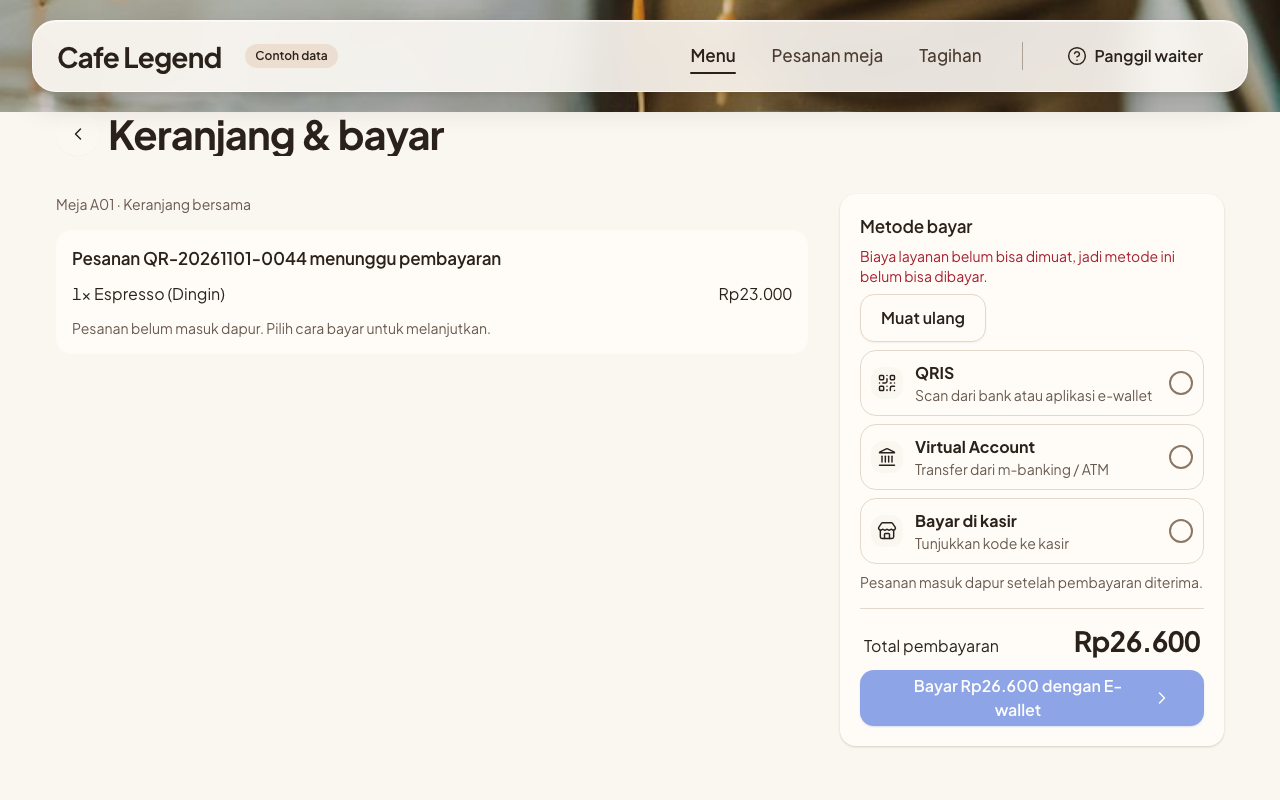 Cafe Legend
Contoh data
Menu
Pesanan meja
Tagihan
Panggil waiter
Keranjang & bayar
Meja A01 · Keranjang bersama
Pesanan QR-20261101-0044 menunggu pembayaran
1× Espresso (Dingin)
Rp23.000
Pesanan belum masuk dapur. Pilih cara bayar untuk melanjutkan.
Metode bayar
Biaya layanan belum bisa dimuat, jadi metode ini
belum bisa dibayar.
Muat ulang
QRIS
Scan dari bank atau aplikasi e-wallet
Virtual Account
Transfer dari m-banking / ATM
Bayar di kasir
Tunjukkan kode ke kasir
Pesanan masuk dapur setelah pembayaran diterima.
Total pembayaran
Rp26.600
Bayar Rp26.600 dengan E-
wallet